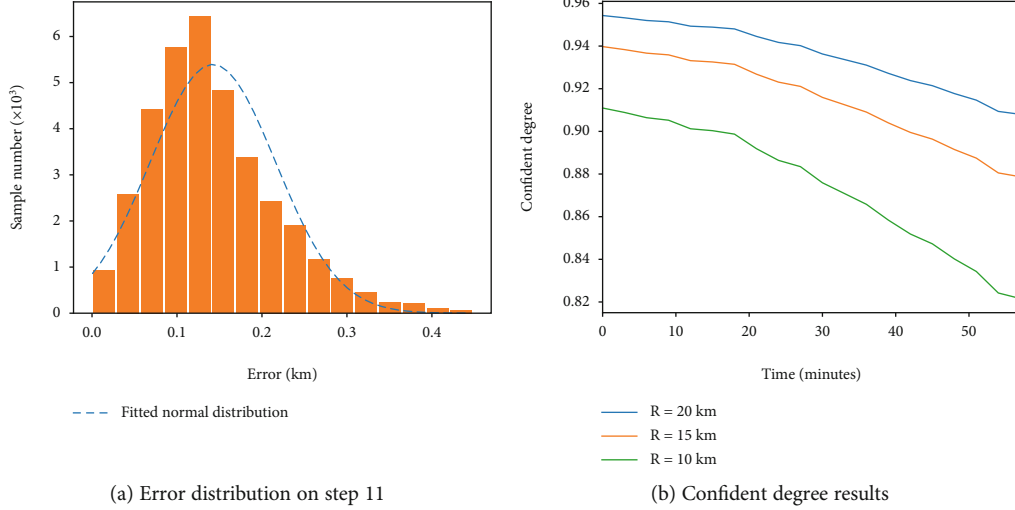 6
5
4
3
2
1
0
Sample number (×10³)
0.0 0.1 0.2 0.3 0.4
Error (km)
Fitted normal distribution
(a) Error distribution on step 11
0.96
0.94
0.92
0.90
0.88
0.86
0.84
0.82
Confident degree
0 10 20 30 40 50
Time (minutes)
R = 20 km
R = 15 km
R = 10 km
(b) Confident degree results